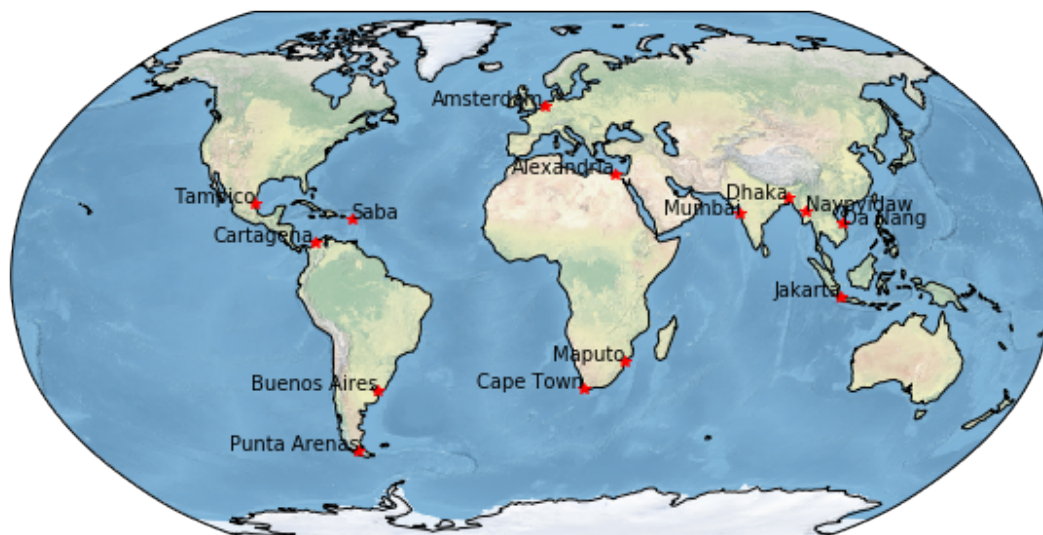 Amsterdam
Alexandria
Tampico
Saba
Dhaka
Mumbai
Naypyidaw
Da Nang
Cartagena
Jakarta
Maputo
Cape Town
Buenos Aires
Punta Arenas